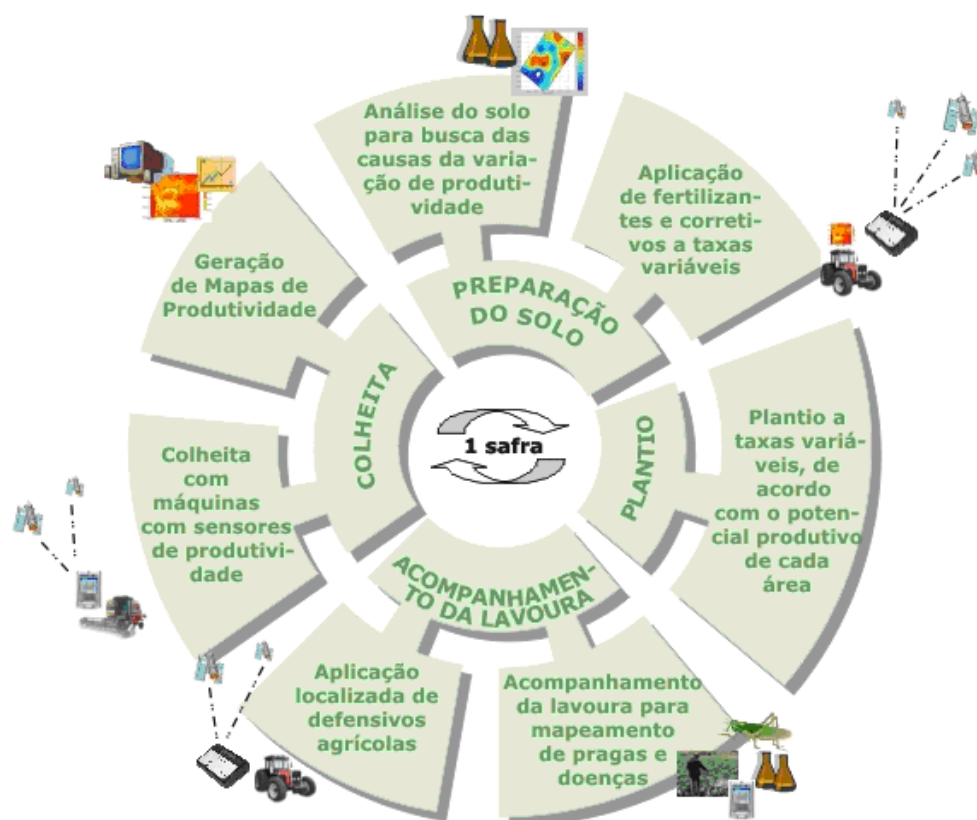 Análise do solo
para busca das
causas da varia-
ção de produti-
vidade
Aplicação
de fertilizan-
tes e correti-
vos a taxas
variáveis
PREPARAÇÃO
DO SOLO
Geração
de Mapas de
Produtividade
COLHEITA
1 safra
PLANTIO
Plantio a
taxas variá-
veis, de
acordo
com o poten-
cial produtivo
de cada
área
Colheita
com
máquinas
com sensores
de produtivi-
dade
ACOMPANHAMEN-
TO DA LAVOURA
Aplicação
localizada de
defensivos
agrícolas
Acompanhamento
da lavoura para
mapeamento
de pragas e
doenças